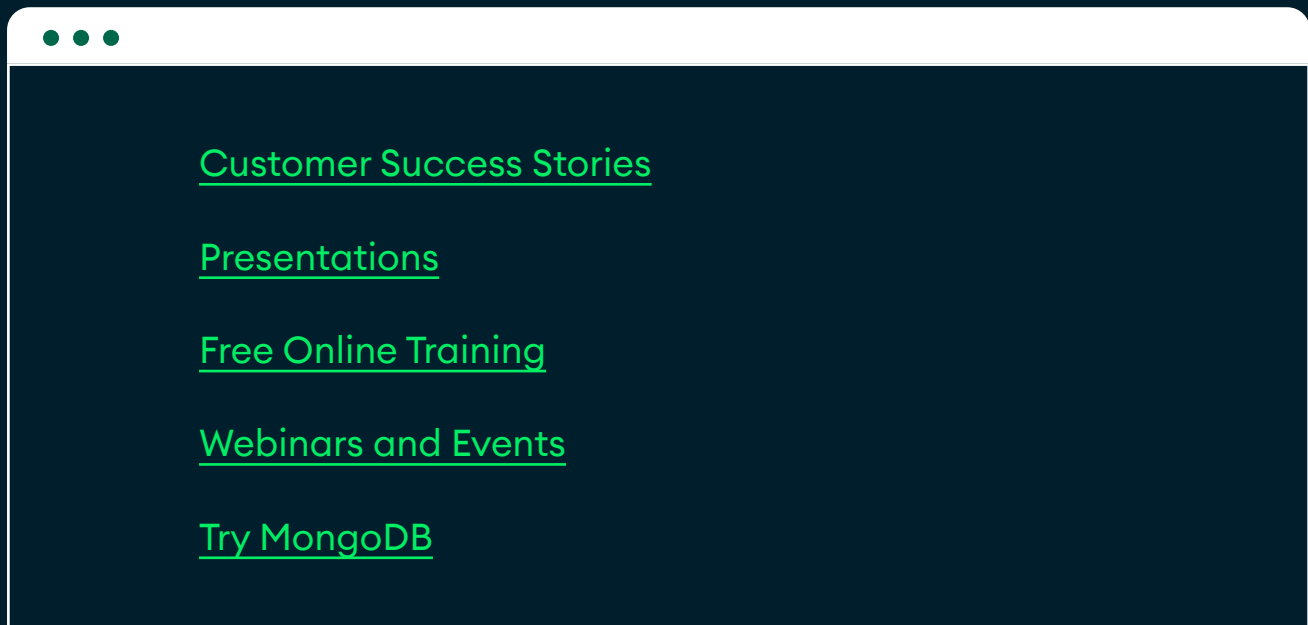 Customer Success Stories
Presentations
Free Online Training
Webinars and Events
Try MongoDB